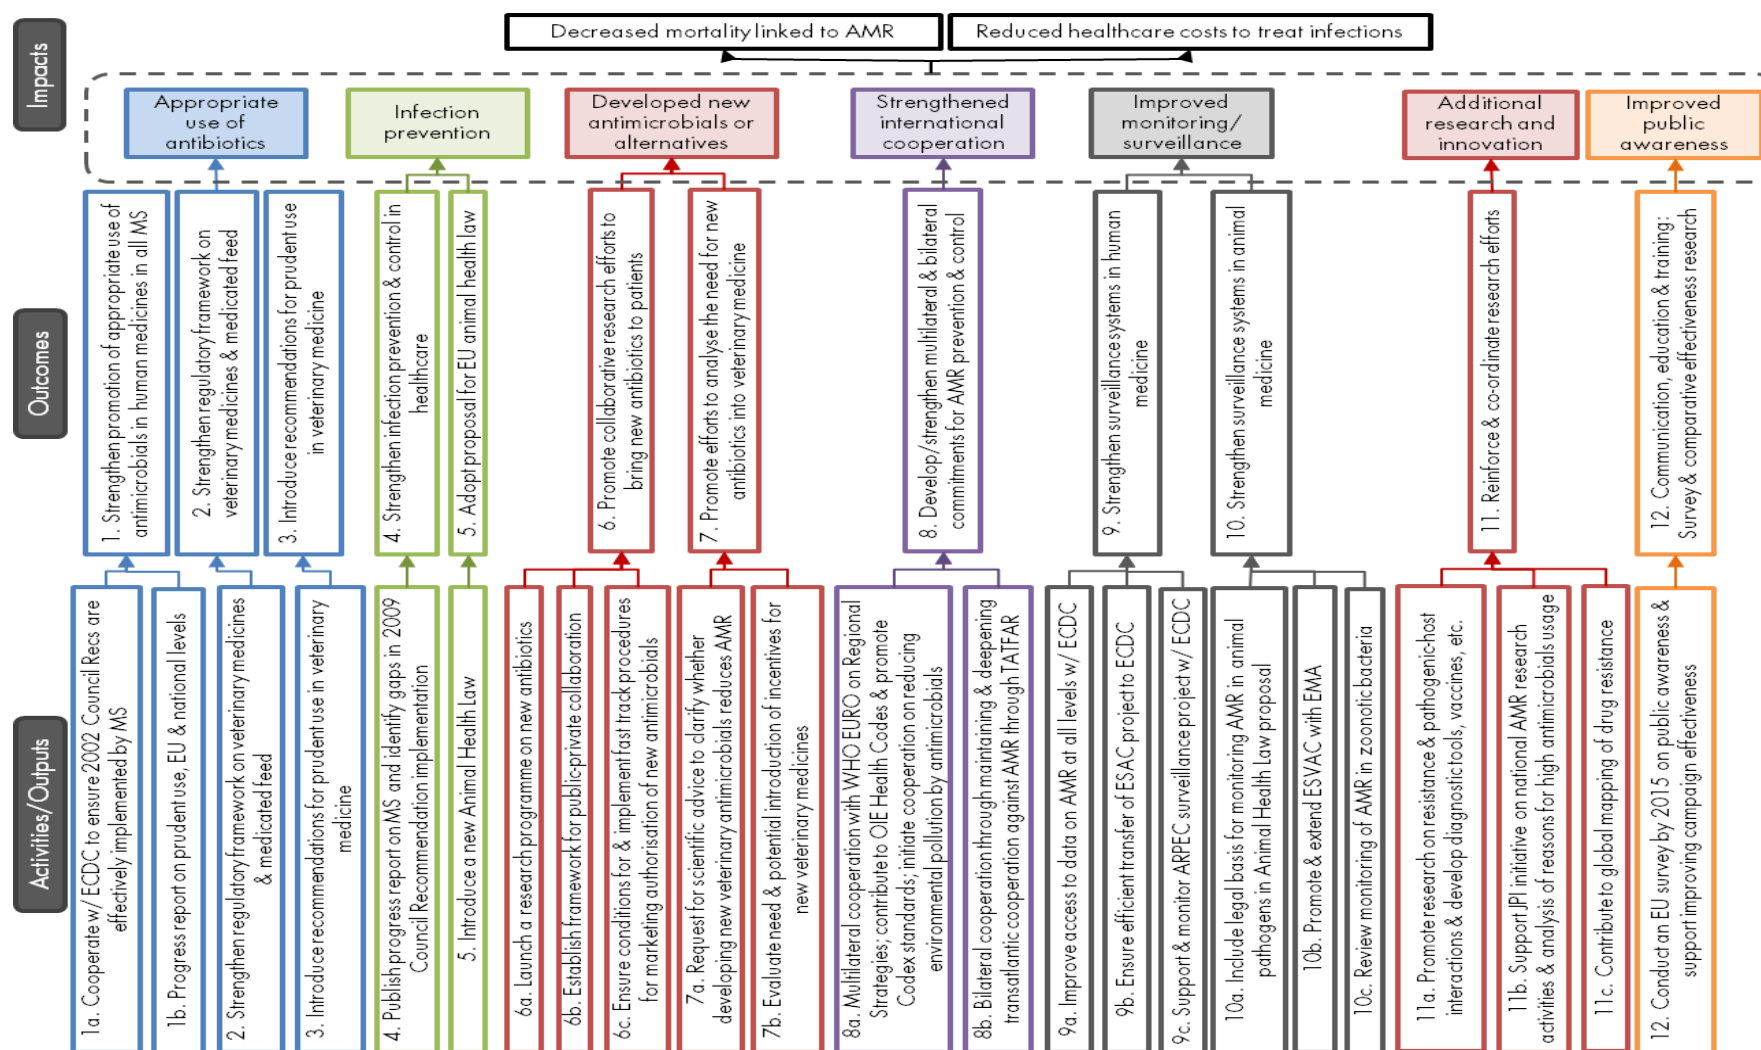 Impacts
Decreased mortality linked to AMR
Reduced healthcare costs to treat infections
Appropriate
use of
antibiotics
Infection
prevention
Developed new
antimicrobials or
alternatives
Strengthened
international
cooperation
Improved
monitoring/
surveillance
Additional
research and
innovation
Improved
public
awareness
Outcomes
1. Strengthen promotion of appropriate use of
antimicrobials in human medicines in all MS
2. Strengthen regulatory framework on
veterinary medicines & medicated feed
3. Introduce recommendations for prudent use
in veterinary medicine
4. Strengthen infection prevention & control in
healthcare
5. Adopt proposal for EU animal health law
6. Promote collaborative research efforts to
bring new antibiotics to patients
7. Promote efforts to analyse the need for new
antibiotics into veterinary medicine
8. Develop/strengthen multilateral & bilateral
commitments for AMR prevention & control
9. Strengthen surveillance systems in human
medicine
10. Strengthen surveillance systems in animal
medicine
11. Reinforce & co-ordinate research efforts
12. Communication, education & training:
Survey & comparative effectiveness research
Activities/Outputs
1a. Cooperate w/ ECDC to ensure 2002 Council Recs are
effectively implemented by MS
1b. Progress report on prudent use, EU & national levels
2. Strengthen regulatory framework on veterinary medicines
& medicated feed
3. Introduce recommendations for prudent use in veterinary
medicine
4. Publish progress report on MS and identify gaps in 2009
Council Recommendation implementation
5. Introduce a new Animal Health Law
6a. Launch a research programme on new antibiotics
6b. Establish framework for public-private collaboration
6c. Ensure conditions for & implement fast track procedures
for marketing authorisation of new antimicrobials
7a. Request for scientific advice to clarify whether
developing new veterinary antimicrobials reduces AMR
7b. Evaluate need & potential introduction of incentives for
new veterinary medicines
8a. Multilateral cooperation with WHO EURO on Regional
Strategies; contribute to OIE Health Codes & promote
Codex standards; initiate cooperation on reducing
environmental pollution by antimicrobials
8b. Bilateral cooperation through maintaining & deepening
transatlantic cooperation against AMR through TATFAR
9a. Improve access to data on AMR at all levels w/ ECDC
9b. Ensure efficient transfer of ESAC project to ECDC
9c. Support & monitor ARPEC surveillance project w/ ECDC
10a. Include legal basis for monitoring AMR in animal
pathogens in Animal Health Law proposal
10b. Promote & extend ESVAC with EMA
10c. Review monitoring of AMR in zoonotic bacteria
11a. Promote research on resistance & pathogenic-host
interactions & develop diagnostic tools, vaccines, etc.
11b. Support JPI initiative on national AMR research
activities & analysis of reasons for high antimicrobials usage
11c. Contribute to global mapping of drug resistance
12. Conduct an EU survey by 2015 on public awareness &
support improving campaign effectiveness